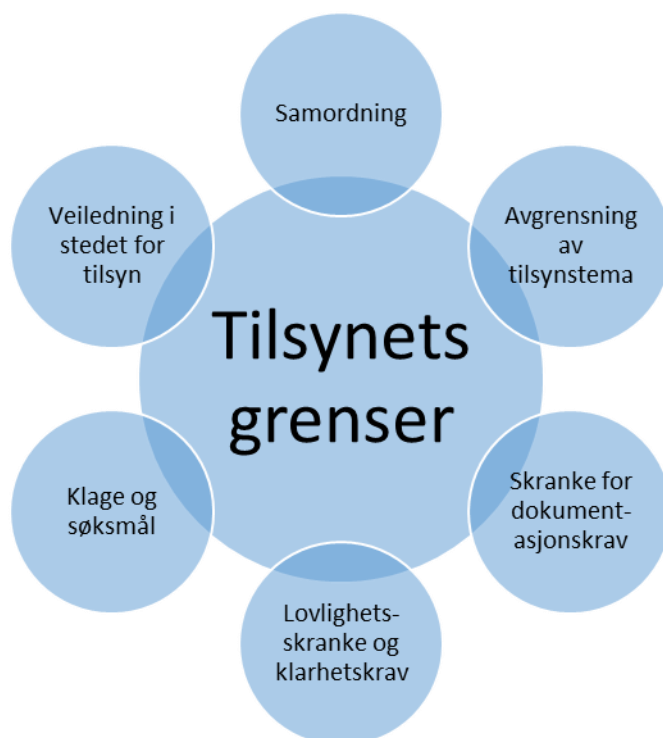 Samordning
Avgrensning
av
tilsynstema
Skranke for
dokument-
asjonskrav
Lovlighets-
skranke og
klarhetskrav
Klage og
søksmål
Veiledning i
stedet for
tilsyn
Tilsynets
grenser